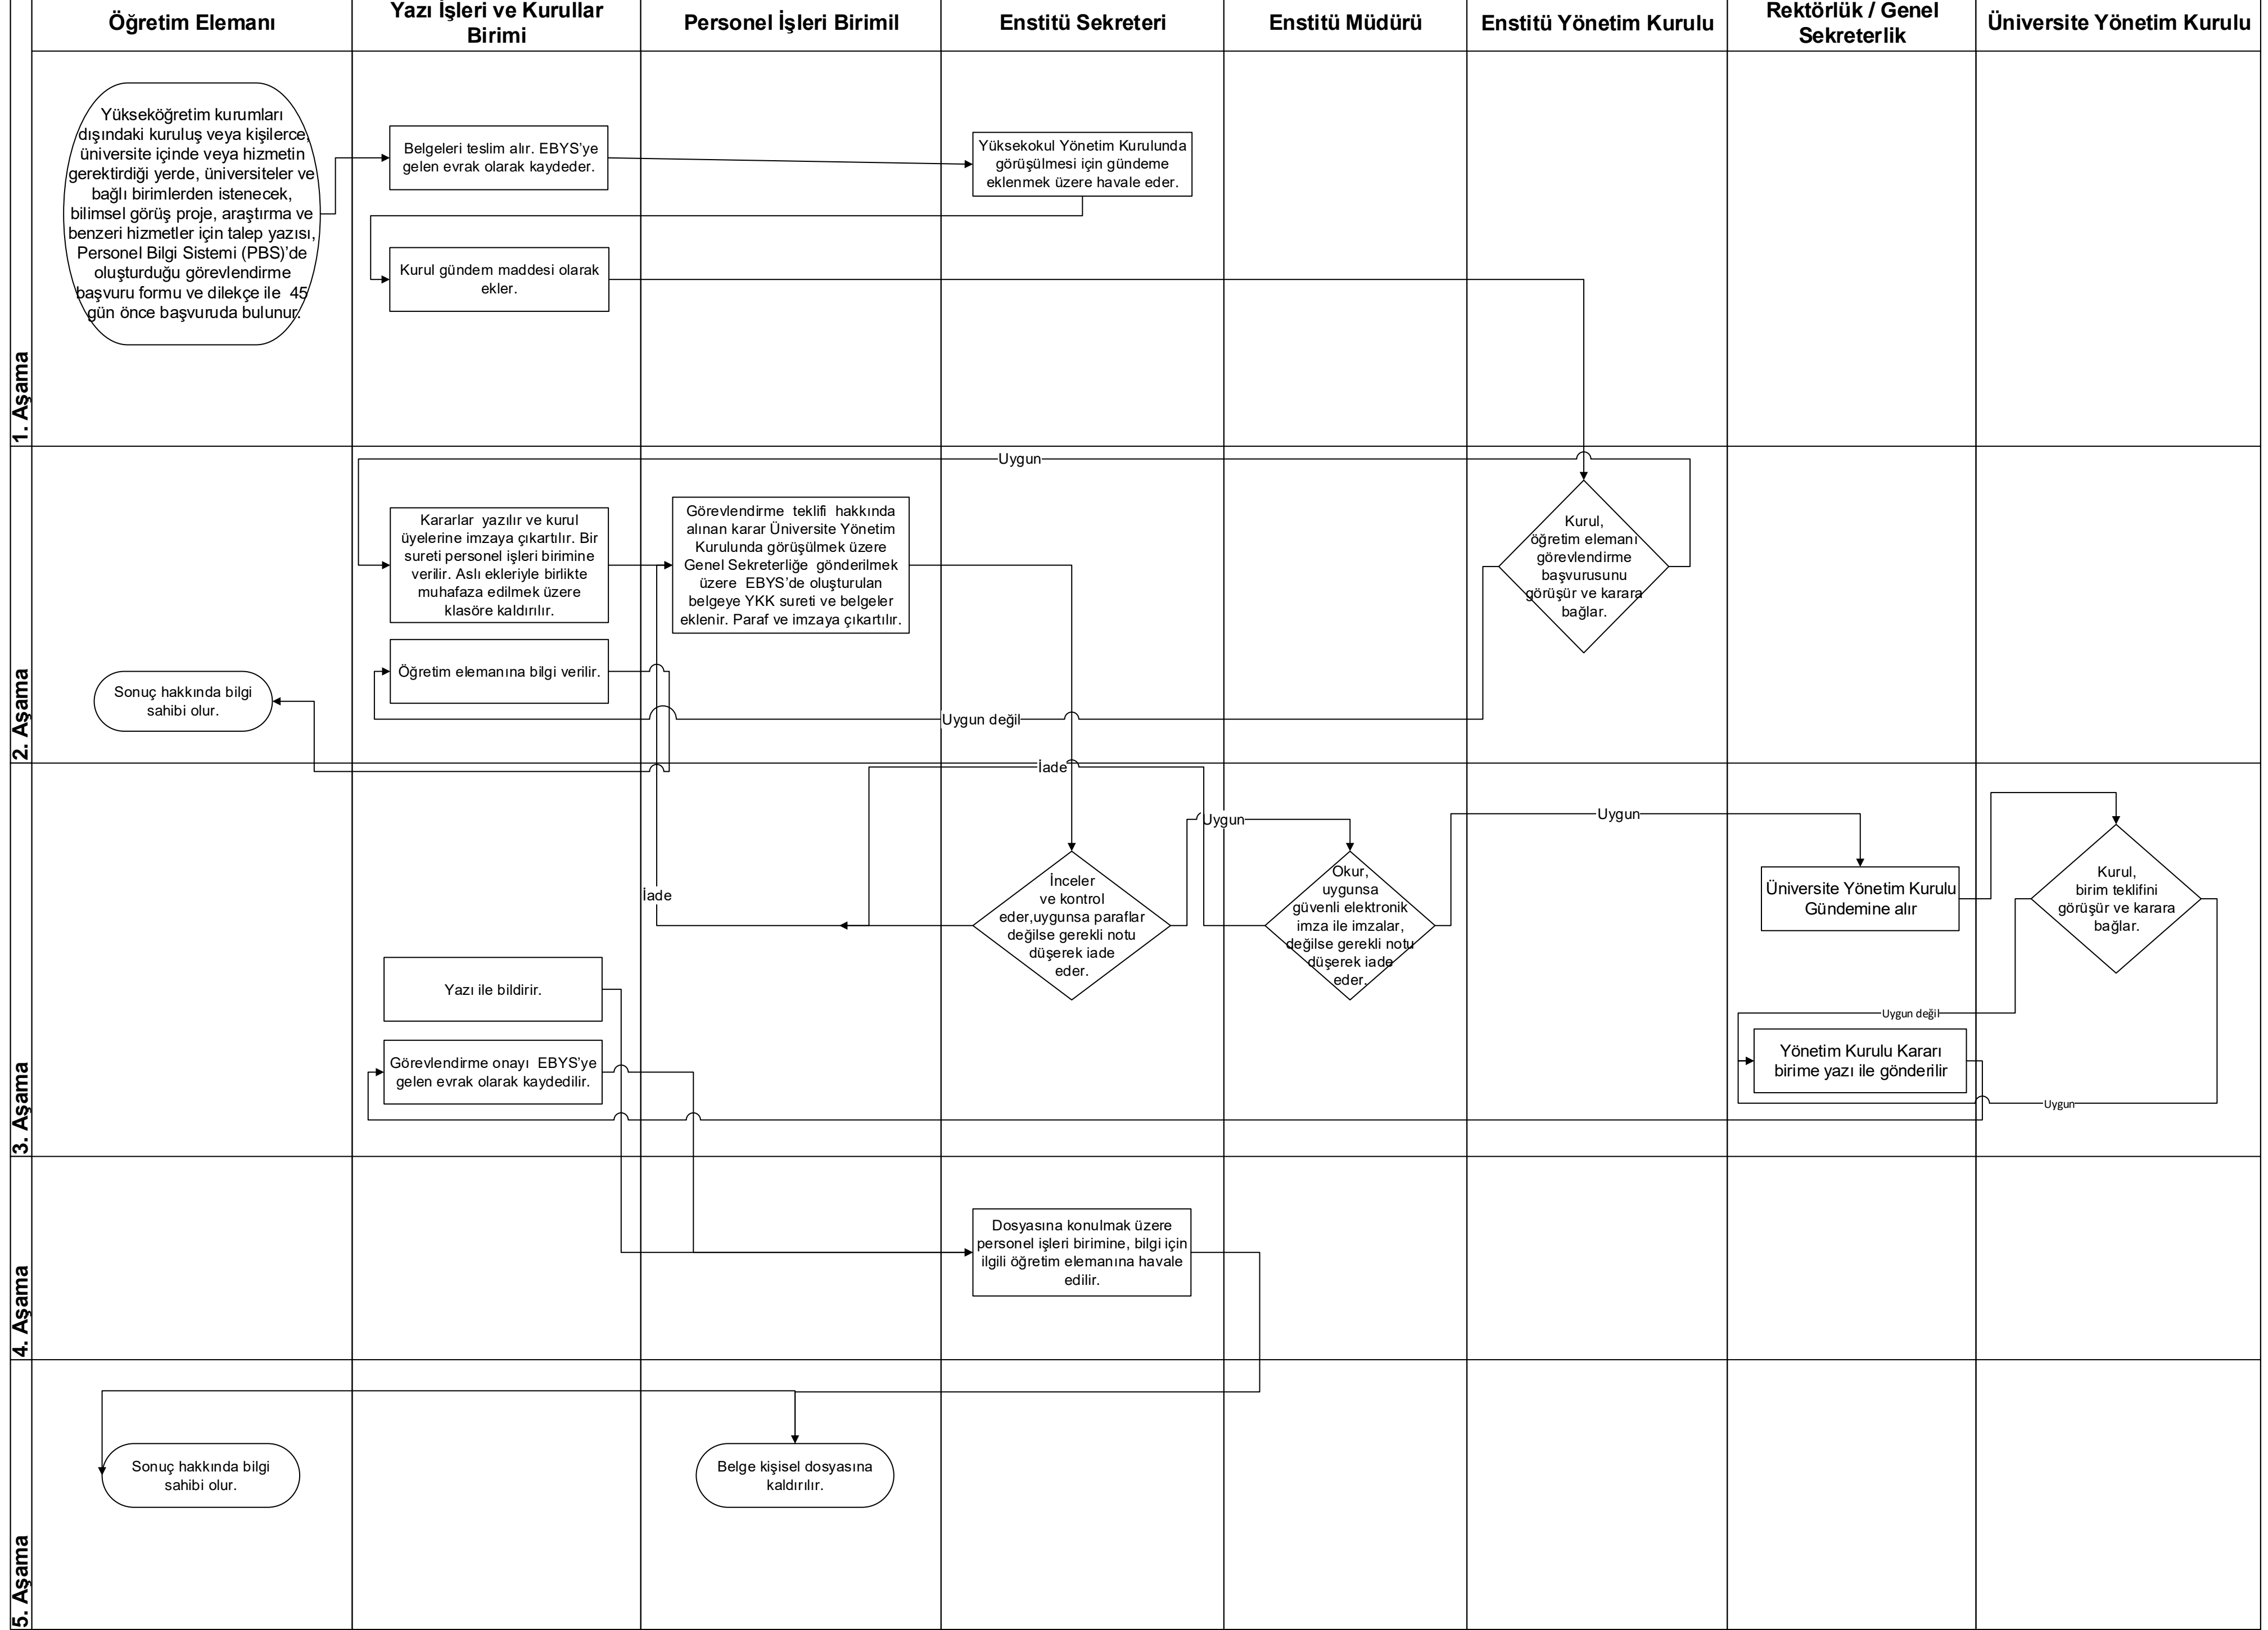 Öğretim Elemanı
Yazı İşleri ve Kurullar
Birimi
Personel İşleri Birimil
Enstitü Sekreteri
Enstitü Müdürü
Enstitü Yönetim Kurulu
Rektörlük / Genel
Sekreterlik
Üniversite Yönetim Kurulu
1. Aşama
Yükseköğretim kurumları
dışındaki kuruluş veya kişilerce,
üniversite içinde veya hizmetin
gerektirdiği yerde, üniversiteler ve
bağlı birimlerden istenecek,
bilimsel görüş proje, araştırma ve
benzeri hizmetler için talep yazısı,
Personel Bilgi Sistemi (PBS)’de
oluşturduğu görevlendirme
başvuru formu ve dilekçe ile  45
gün önce başvuruda bulunur.
Belgeleri teslim alır. EBYS’ye
gelen evrak olarak kaydeder.
Yüksekokul Yönetim Kurulunda
görüşülmesi için gündeme
eklenmek üzere havale eder.
Kurul gündem maddesi olarak
ekler.
2. Aşama
Uygun
Kararlar  yazılır ve kurul
üyelerine imzaya çıkartılır. Bir
sureti personel işleri birimine
verilir. Aslı ekleriyle birlikte
muhafaza edilmek üzere
klasöre kaldırılır.
Görevlendirme  teklifi  hakkında
alınan karar Üniversite Yönetim
Kurulunda görüşülmek üzere
Genel Sekreterliğe  gönderilmek
üzere  EBYS’de oluşturulan
belgeye YKK sureti ve belgeler
eklenir. Paraf ve imzaya çıkartılır.
Kurul,
öğretim elemanı
görevlendirme
başvurusunu
görüşür ve karara
bağlar.
Öğretim elemanına bilgi verilir.
Sonuç hakkında bilgi
sahibi olur.
Uygun değil
3. Aşama
İade
Uygun
Uygun
İade
İnceler
ve kontrol
eder,uygunsa paraflar
değilse gerekli notu
düşerek iade
eder.
Okur,
uygunsa
güvenli elektronik
imza ile imzalar,
değilse gerekli notu
düşerek iade
eder.
Üniversite Yönetim Kurulu
Gündemine alır
Kurul,
birim teklifini
görüşür ve karara
bağlar.
Yazı ile bildirir.
Uygun değil
Görevlendirme onayı  EBYS’ye
gelen evrak olarak kaydedilir.
Yönetim Kurulu Kararı
birime yazı ile gönderilir
Uygun
4. Aşama
Dosyasına konulmak üzere
personel işleri birimine, bilgi için
ilgili öğretim elemanına havale
edilir.
5. Aşama
Sonuç hakkında bilgi
sahibi olur.
Belge kişisel dosyasına
kaldırılır.